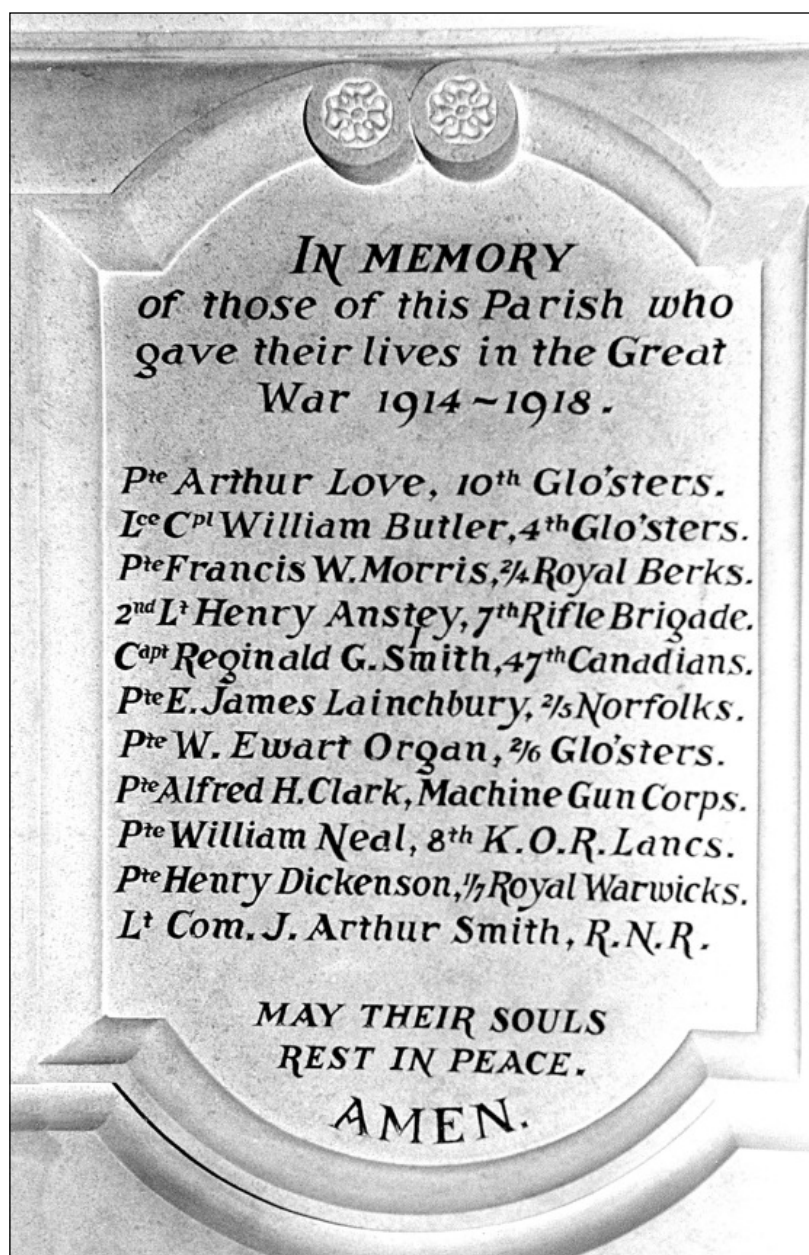 IN MEMORY
of those of this Parish who
gave their lives in the Great
War 1914~1918.
Pte Arthur Love, 10th Glo'sters.
Lce Cpl William Butler, 4th Glo'sters.
Pte Francis W. Morris, 2/4 Royal Berks.
2nd Lt Henry Anstey, 7th Rifle Brigade.
Capt Reginald G. Smith, 47th Canadians.
Pte E. James Lainchbury, 2/5 Norfolks.
Pte W. Ewart Organ, 2/6 Glo'sters.
Pte Alfred H. Clark, Machine Gun Corps.
Pte William Neal, 8th K.O.R. Lancs.
Pte Henry Dickenson, 1/7 Royal Warwicks.
Lt Com. J. Arthur Smith, R.N.R.
MAY THEIR SOULS
REST IN PEACE.
AMEN.